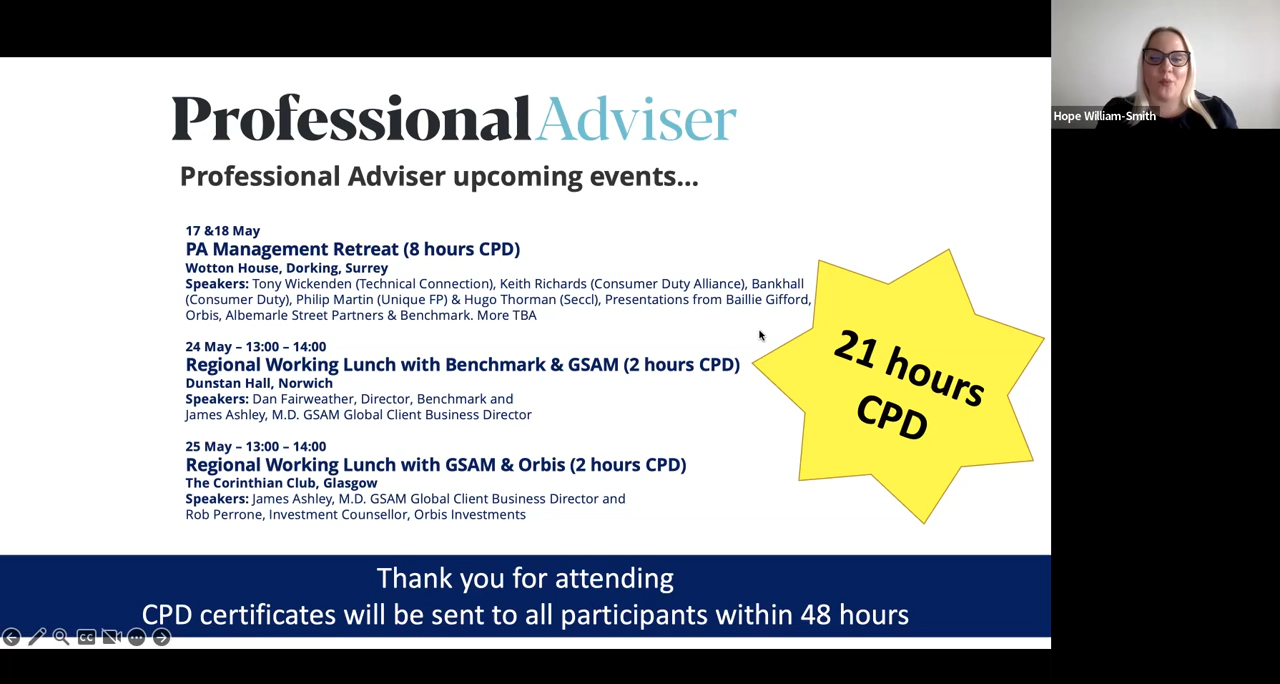 Professional Adviser
Professional Adviser upcoming events...
17 &18 May
PA Management Retreat (8 hours CPD)
Wotton House, Dorking, Surrey
Speakers: Tony Wickenden (Technical Connection), Keith Richards (Consumer Duty Alliance), Bankhall
(Consumer Duty), Philip Martin (Unique FP) & Hugo Thorman (Seccl), Presentations from Baillie Gifford,
Orbis, Albemarle Street Partners & Benchmark. More TBA
24 May – 13:00 – 14:00
Regional Working Lunch with Benchmark & GSAM (2 hours CPD)
Dunstan Hall, Norwich
Speakers: Dan Fairweather, Director, Benchmark and
James Ashley, M.D. GSAM Global Client Business Director
25 May – 13:00 – 14:00
Regional Working Lunch with GSAM & Orbis (2 hours CPD)
The Corinthian Club, Glasgow
Speakers: James Ashley, M.D. GSAM Global Client Business Director and
Rob Perrone, Investment Counsellor, Orbis Investments
21 hours
CPD
Thank you for attending
CPD certificates will be sent to all participants within 48 hours
CC
Hope William-Smith